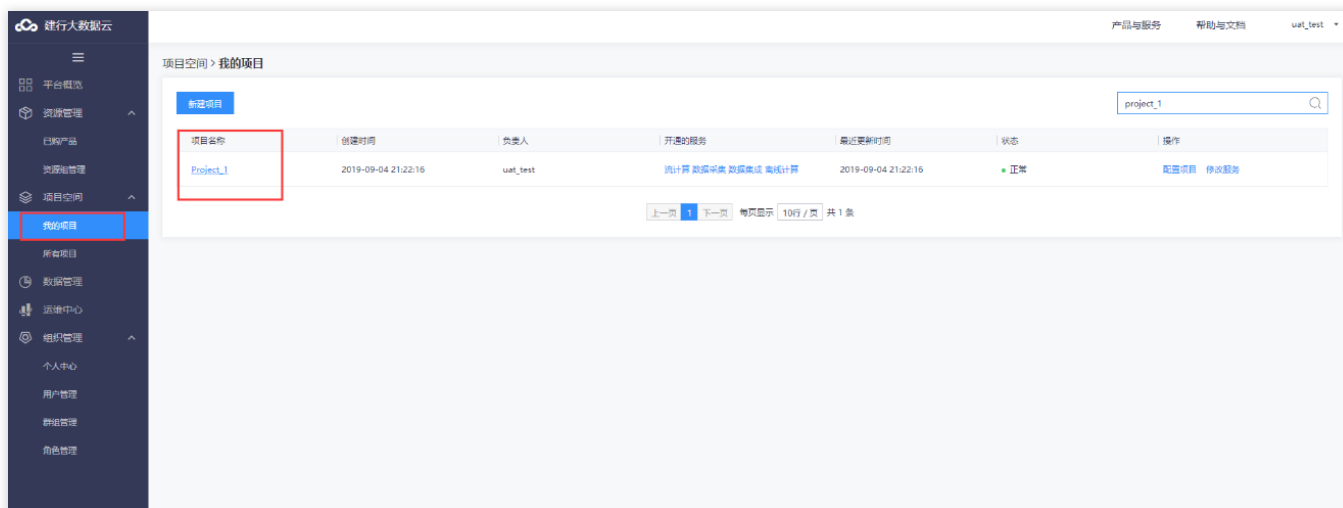 建行大数据云
产品与服务 帮助与文档 uat_test
项目空间 > 我的项目
平台概览
资源管理
已购产品
资源组管理
项目空间
我的项目
所有项目
数据管理
运维中心
组织管理
个人中心
用户管理
群组管理
角色管理
新建项目
project_1
项目名称 创建时间 负责人 开通的服务 最近更新时间 状态 操作
Project_1 2019-09-04 21:22:16 uat_test 流计算 数据采集 数据集成 离线计算 2019-09-04 21:22:16 正常 配置项目 修改服务
上一页 1 下一页 每页显示 10行 / 页 共 1 条